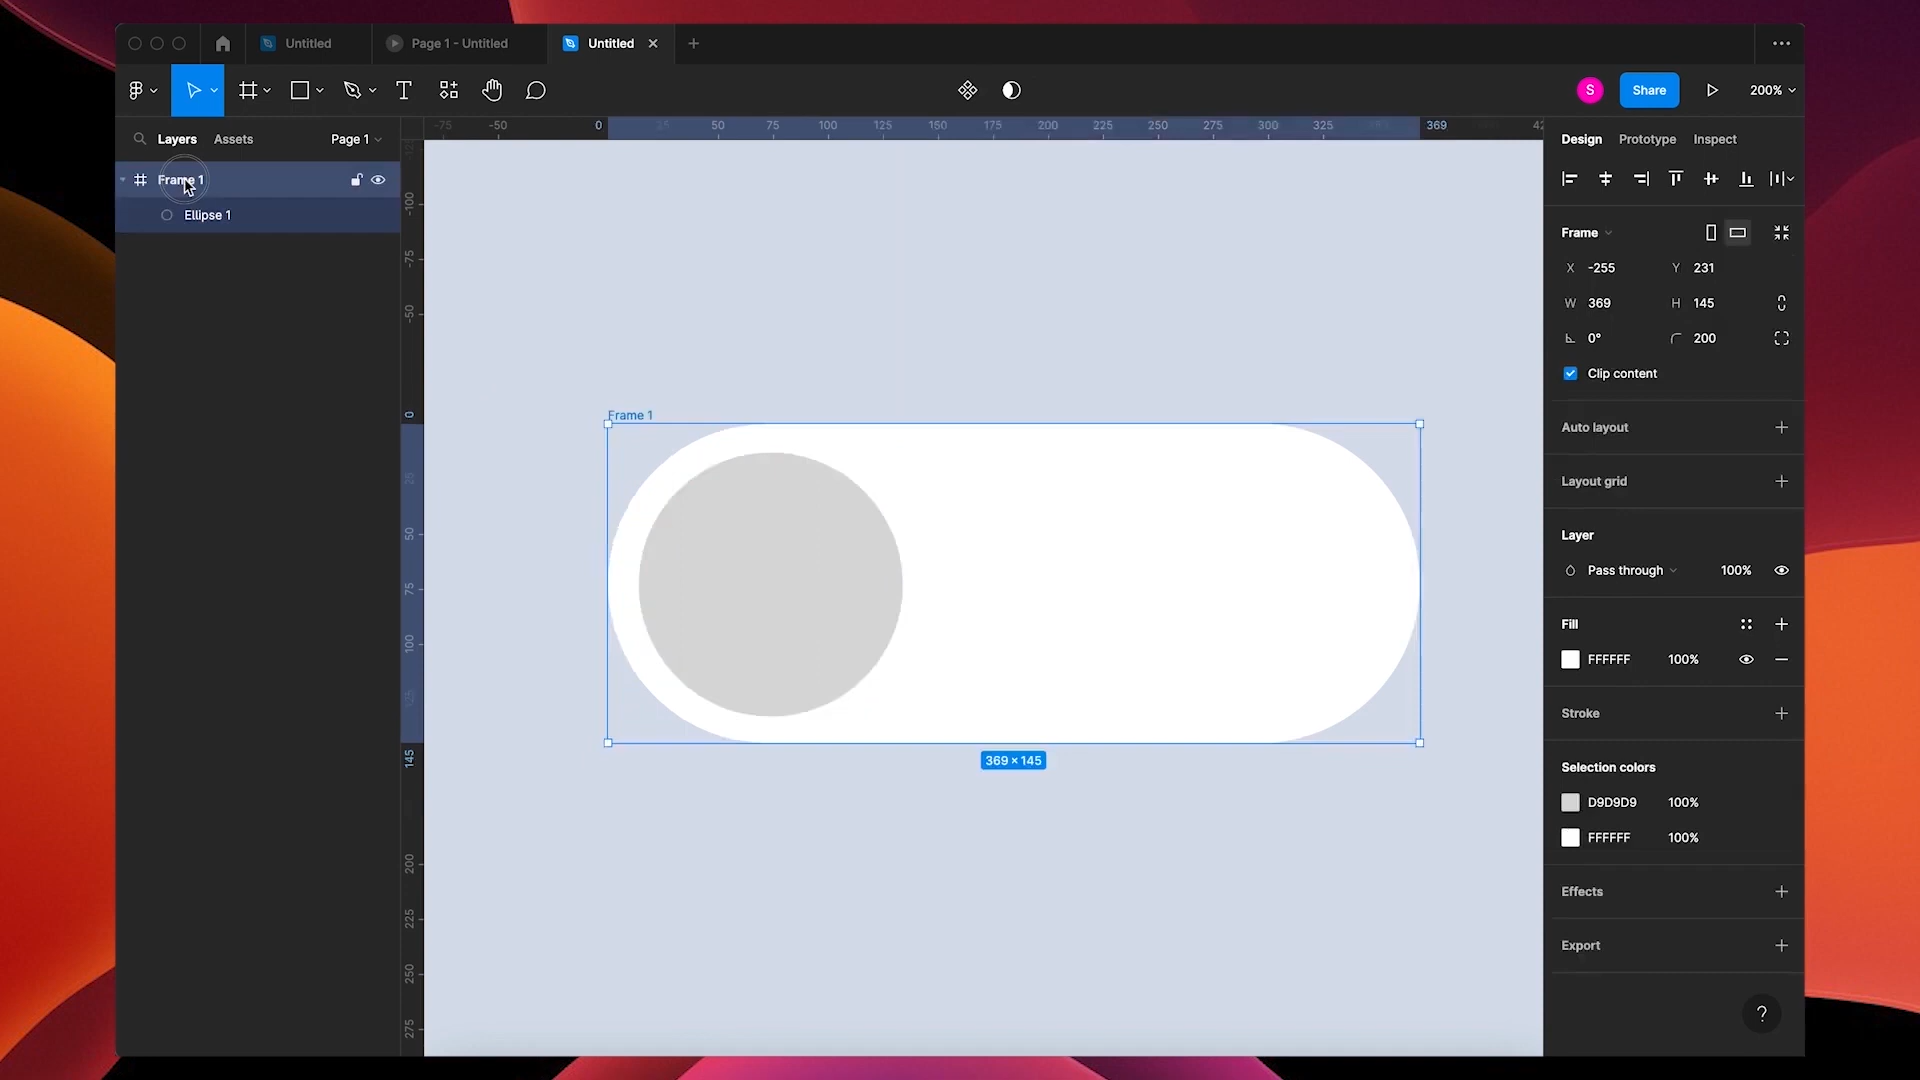 Untitled
Page 1 - Untitled
Untitled
S
Share
200%
Layers
Assets
Page 1
Frame 1
Ellipse 1
-75
-50
0
25
50
75
100
125
150
175
200
225
250
275
300
325
369
-100
-75
-50
0
25
50
75
100
125
145
200
225
250
275
Frame 1
369 × 145
Design
Prototype
Inspect
Frame
X -255
Y 231
W 369
H 145
0°
200
Clip content
Auto layout
Layout grid
Layer
Pass through
100%
Fill
FFFFFF 100%
Stroke
Selection colors
D9D9D9 100%
FFFFFF 100%
Effects
Export
?